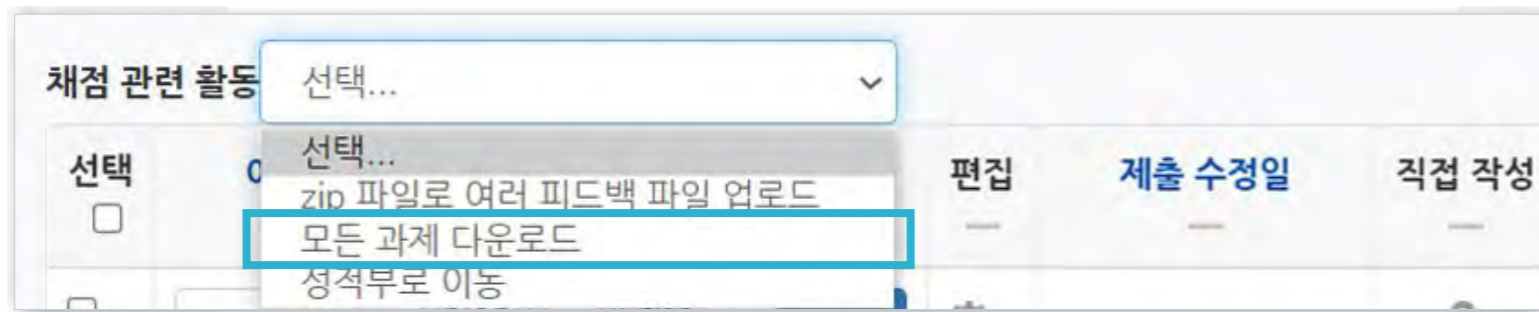 채점 관련 활동 선택...
선택 선택... 편집 제출 수정일 직접 작성
zip 파일로 여러 피드백 파일 업로드
모든 과제 다운로드
성적부로 이동